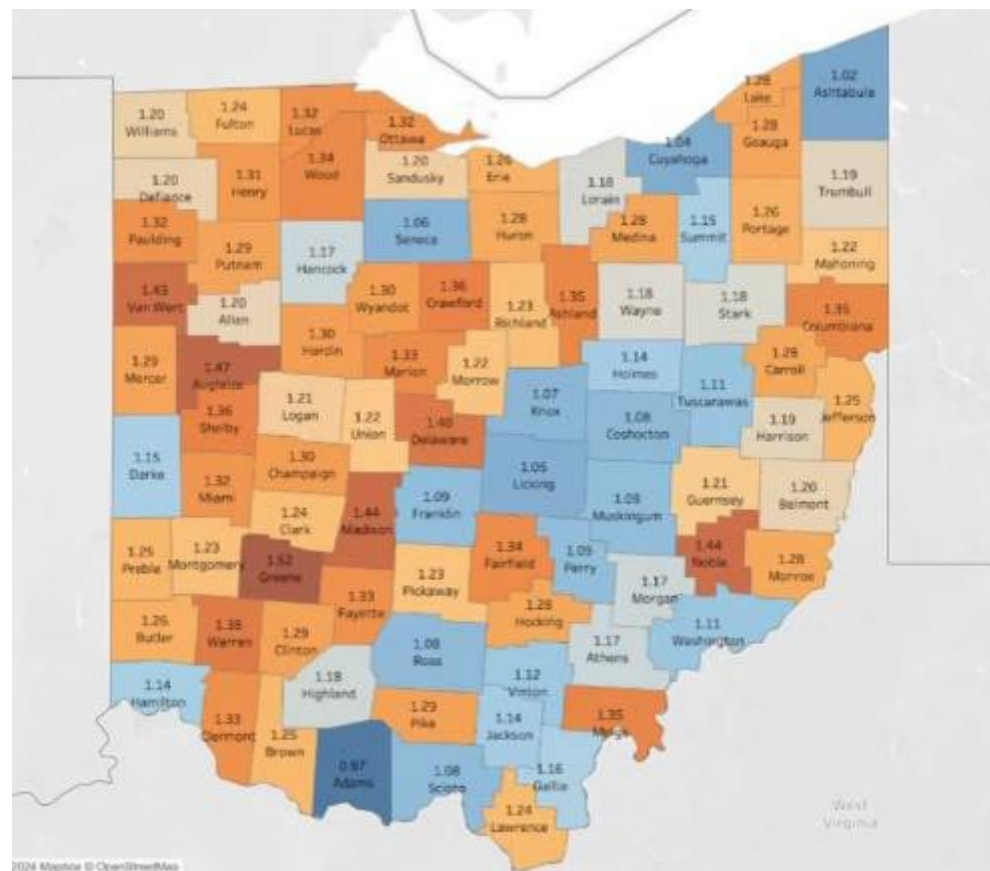 1.28
Lake
1.02
Ashtabula
1.20
Williams
1.24
Fulton
1.32
Lucas
1.32
Ottawa
1.28
Geauga
1.04
Cuyahoga
1.34
Wood
1.20
Sandusky
1.26
Erie
1.20
Defiance
1.31
Henry
1.18
Lorain
1.19
Trumbull
1.32
Paulding
1.06
Seneca
1.28
Huron
1.28
Medina
1.15
Summit
1.26
Portage
1.29
Putnam
1.17
Hancock
1.22
Mahoning
1.43
Van Wert
1.20
Allen
1.30
Wyandot
1.36
Crawford
1.23
Richland
1.35
Ashland
1.18
Wayne
1.18
Stark
1.35
Columbiana
1.29
Mercer
1.47
Auglaize
1.30
Hardin
1.33
Marion
1.22
Morrow
1.14
Holmes
1.11
Tuscarawas
1.28
Carroll
1.36
Shelby
1.21
Logan
1.22
Union
1.40
Delaware
1.07
Knox
1.08
Coshocton
1.19
Harrison
1.25
Jefferson
1.15
Darke
1.32
Miami
1.30
Champaign
1.05
Licking
1.21
Guernsey
1.20
Belmont
1.24
Clark
1.44
Madison
1.09
Franklin
1.09
Muskingum
1.25
Preble
1.23
Montgomery
1.52
Greene
1.34
Fairfield
1.09
Perry
1.44
Noble
1.28
Monroe
1.33
Fayette
1.23
Pickaway
1.17
Morgan
1.26
Butler
1.35
Warren
1.29
Clinton
1.28
Hocking
1.11
Washington
1.08
Ross
1.17
Athens
1.14
Hamilton
1.18
Highland
1.12
Vinton
1.33
Clermont
1.25
Brown
1.29
Pike
1.14
Jackson
1.35
Meigs
0.97
Adams
1.08
Scioto
1.16
Gallia
1.24
Lawrence
West
Virginia
2024 Mapbox © OpenStreetMap